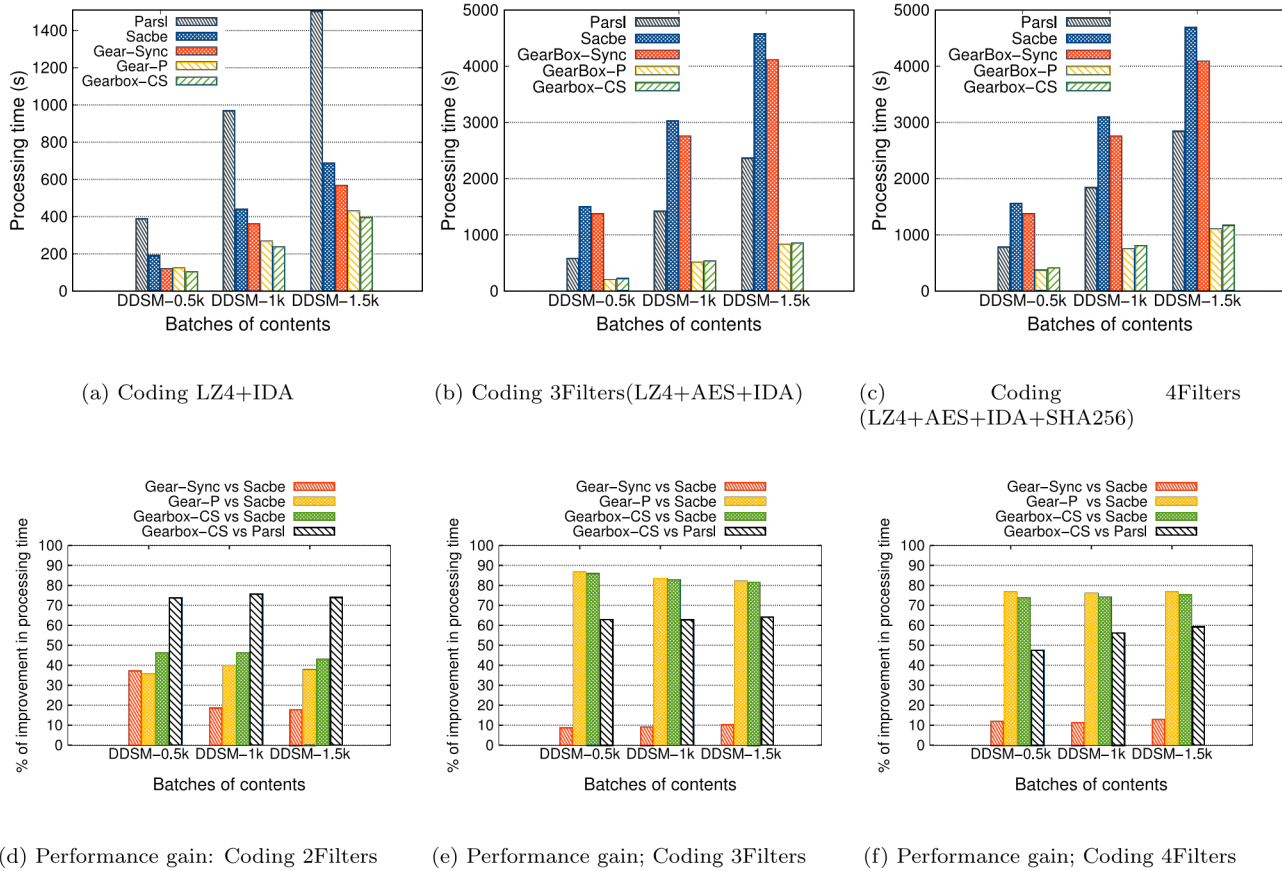 Processing time (s)
1400
1200
1000
800
600
400
200
0
Parsl
Sacbe
Gear-Sync
Gear-P
Gearbox-CS
DDSM-0.5k
DDSM-1k
DDSM-1.5k
Batches of contents
Processing time (s)
5000
4000
3000
2000
1000
0
Parsl
Sacbe
GearBox-Sync
GearBox-P
Gearbox-CS
DDSM-0.5k
DDSM-1k
DDSM-1.5k
Batches of contents
Processing time (s)
5000
4000
3000
2000
1000
0
Parsl
Sacbe
GearBox-Sync
GearBox-P
Gearbox-CS
DDSM-0.5k
DDSM-1k
DDSM-1.5k
Batches of contents
(a) Coding LZ4+IDA
(b) Coding 3Filters(LZ4+AES+IDA)
(c) Coding 4Filters
(LZ4+AES+IDA+SHA256)
Gear-Sync vs Sacbe
Gear-P vs Sacbe
Gearbox-CS vs Sacbe
Gearbox-CS vs Parsl
% of improvement in processing time
100
90
80
70
60
50
40
30
20
10
0
DDSM-0.5k
DDSM-1k
DDSM-1.5k
Batches of contents
Gear-Sync vs Sacbe
Gear-P vs Sacbe
Gearbox-CS vs Sacbe
Gearbox-CS vs Parsl
% of improvement in processing time
100
90
80
70
60
50
40
30
20
10
0
DDSM-0.5k
DDSM-1k
DDSM-1.5k
Batches of contents
Gear-Sync vs Sacbe
Gear-P vs Sacbe
Gearbox-CS vs Sacbe
Gearbox-CS vs Parsl
% of improvement in processing time
100
90
80
70
60
50
40
30
20
10
0
DDSM-0.5k
DDSM-1k
DDSM-1.5k
Batches of contents
(d) Performance gain: Coding 2Filters
(e) Performance gain; Coding 3Filters
(f) Performance gain; Coding 4Filters